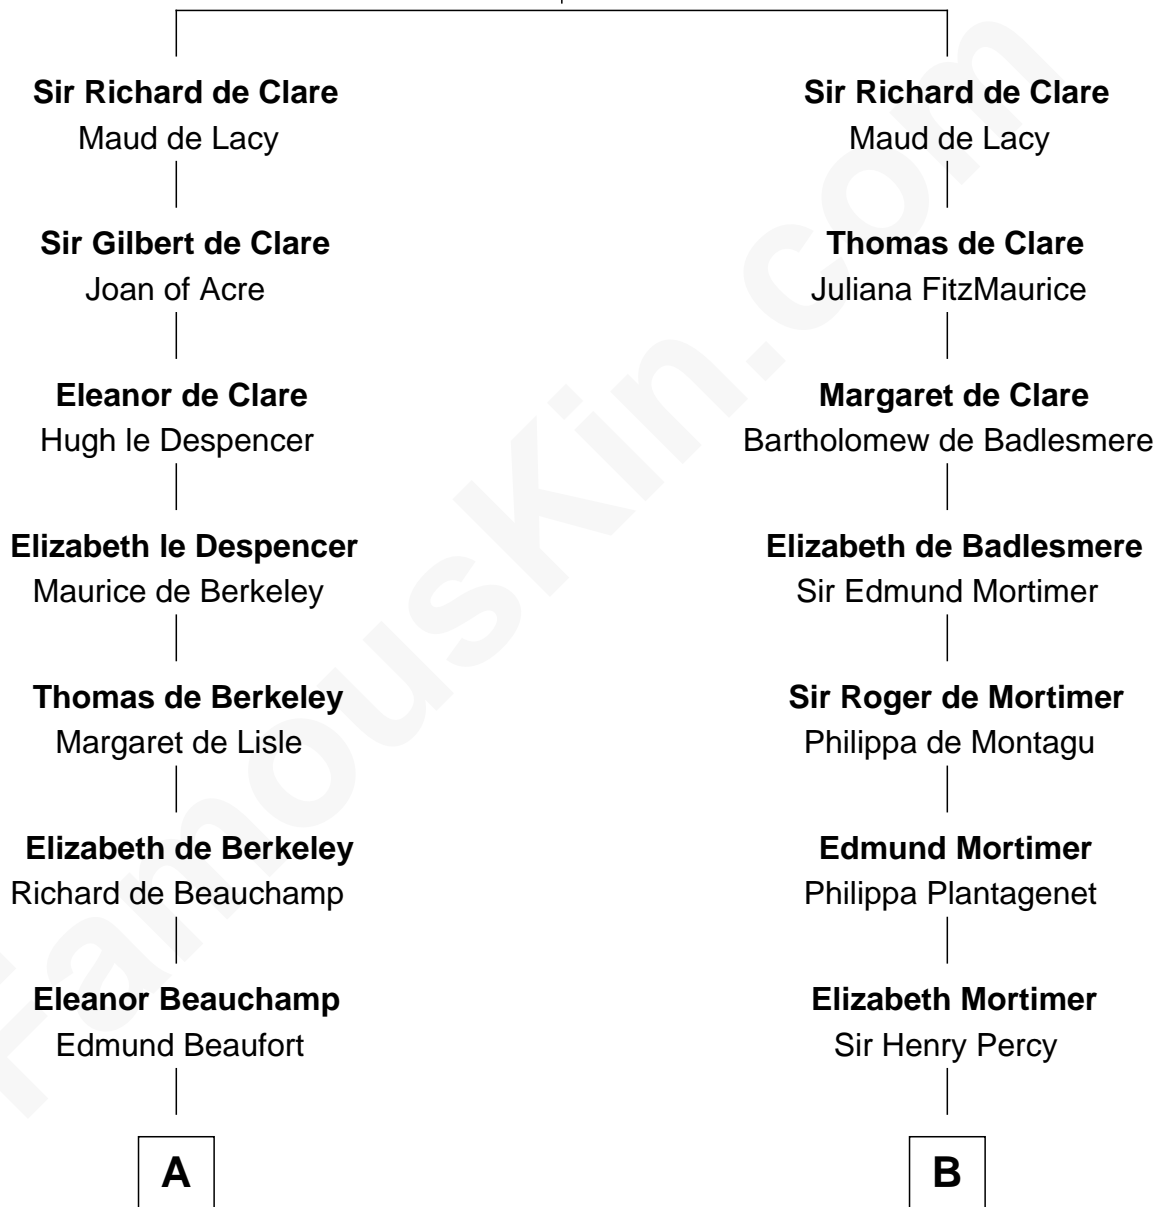 Sir Richard de Clare
Maud de Lacy
Sir Gilbert de Clare
Joan of Acre
Eleanor de Clare
Hugh le Despencer
Elizabeth le Despencer
Maurice de Berkeley
Thomas de Berkeley
Margaret de Lisle
Elizabeth de Berkeley
Richard de Beauchamp
Eleanor Beauchamp
Edmund Beaufort
A
Sir Richard de Clare
Maud de Lacy
Thomas de Clare
Juliana FitzMaurice
Margaret de Clare
Bartholomew de Badlesmere
Elizabeth de Badlesmere
Sir Edmund Mortimer
Sir Roger de Mortimer
Philippa de Montagu
Edmund Mortimer
Philippa Plantagenet
Elizabeth Mortimer
Sir Henry Percy
B
FamousKin.com